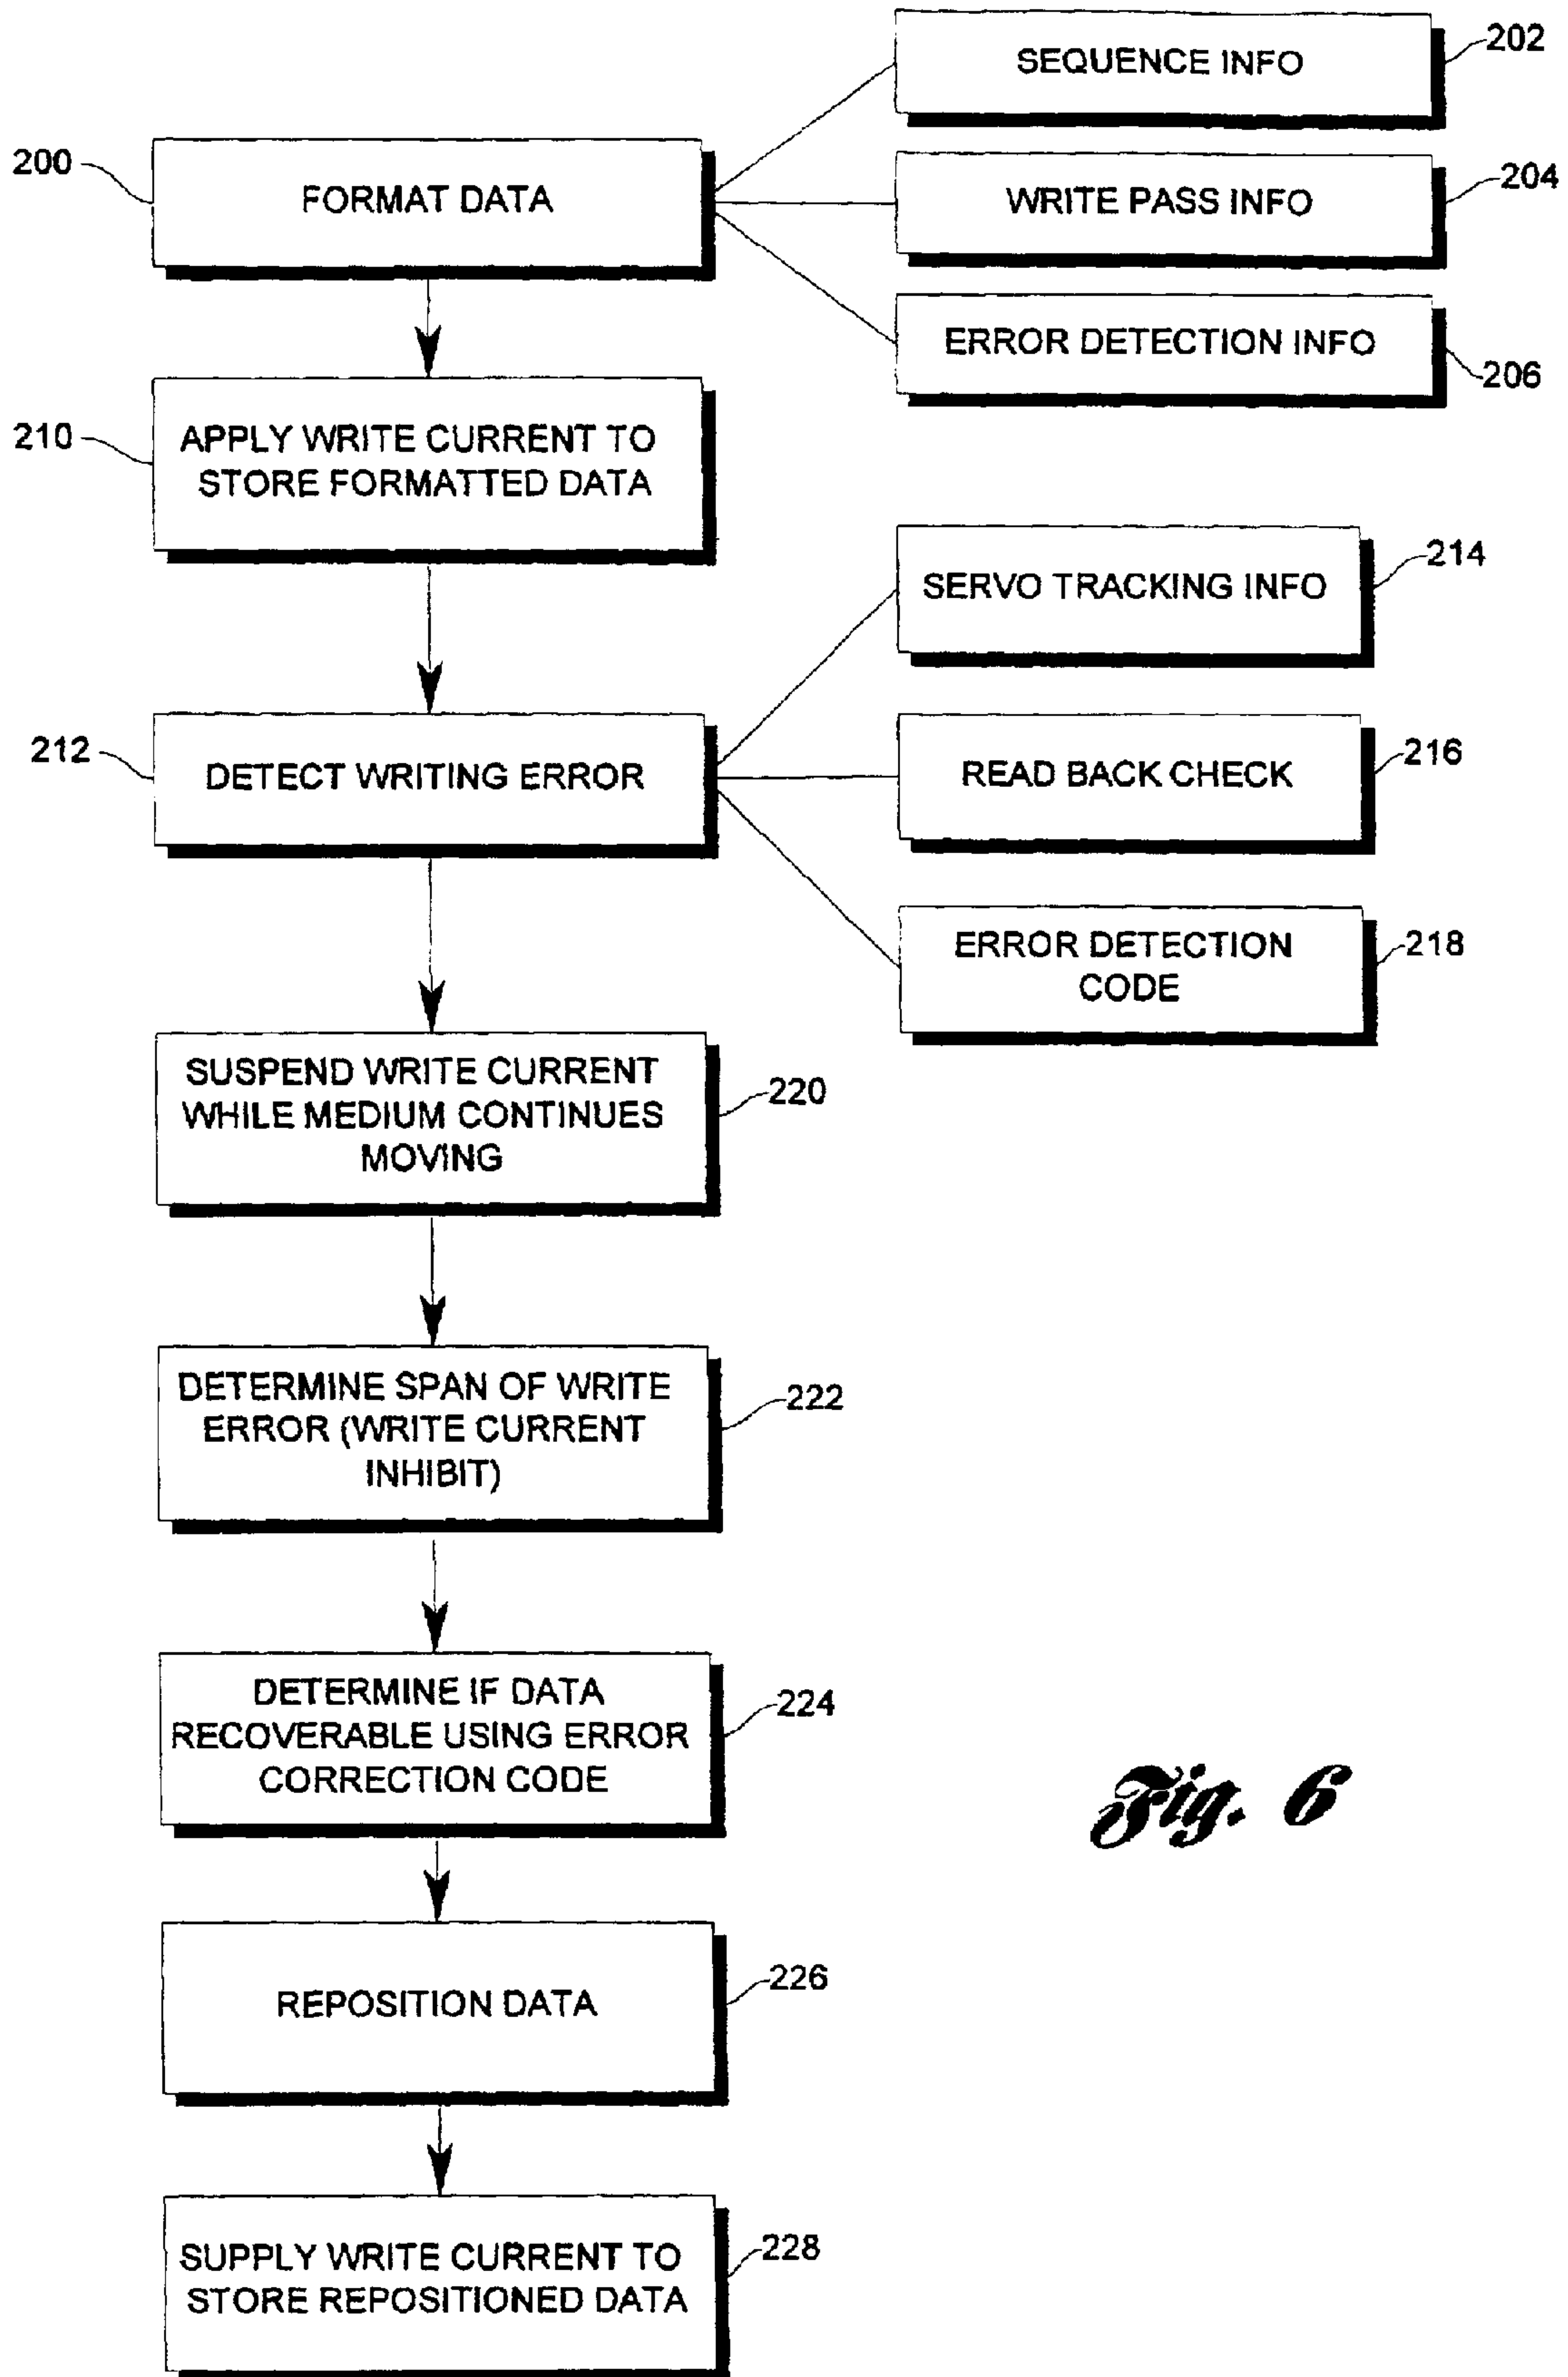 SEQUENCE INFO
202
200
FORMAT DATA
WRITE PASS INFO
204
ERROR DETECTION INFO
206
210
APPLY WRITE CURRENT TO
STORE FORMATTED DATA
SERVO TRACKING INFO
214
212
DETECT WRITING ERROR
READ BACK CHECK
216
ERROR DETECTION
CODE
218
SUSPEND WRITE CURRENT
WHILE MEDIUM CONTINUES
MOVING
220
DETERMINE SPAN OF WRITE
ERROR (WRITE CURRENT
INHIBIT)
222
DETERMINE IF DATA
RECOVERABLE USING ERROR
CORRECTION CODE
224
Fig. 6
REPOSITION DATA
226
SUPPLY WRITE CURRENT TO
STORE REPOSITIONED DATA
228